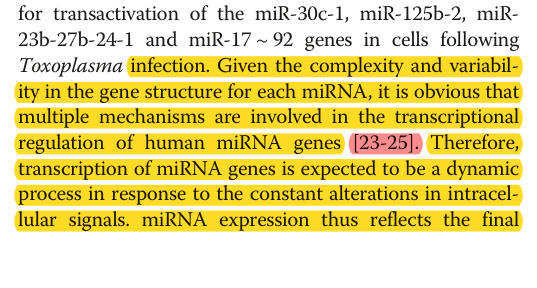 for transactivation of the miR-30c-1, miR-125b-2, miR-
23b-27b-24-1 and miR-17 ~ 92 genes in cells following
Toxoplasma infection. Given the complexity and variabil-
ity in the gene structure for each miRNA, it is obvious that
multiple mechanisms are involved in the transcriptional
regulation of human miRNA genes [23-25]. Therefore,
transcription of miRNA genes is expected to be a dynamic
process in response to the constant alterations in intracel-
lular signals. miRNA expression thus reflects the final